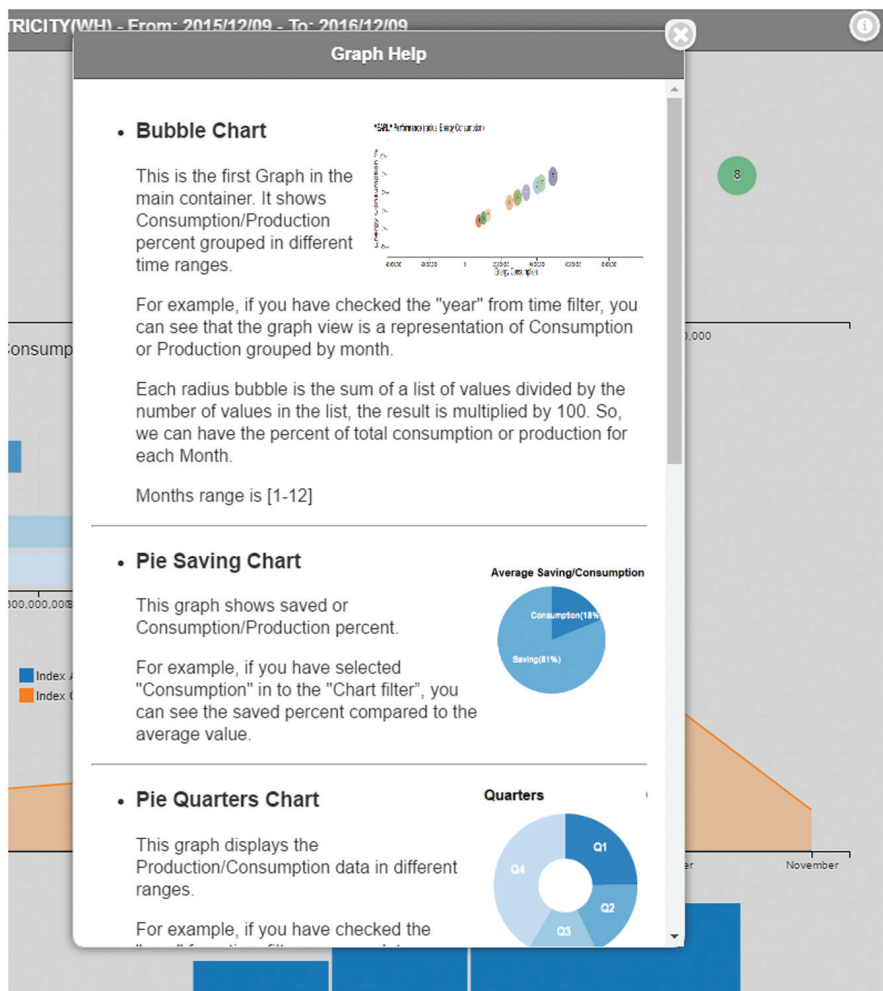 TRICITY(WH) - From: 2015/12/09 - To: 2016/12/09
Graph Help
• Bubble Chart
This is the first Graph in the
main container. It shows
Consumption/Production
percent grouped in different
time ranges.
Energy Consumption
For example, if you have checked the "year" from time filter, you
can see that the graph view is a representation of Consumption
or Production grouped by month.
Each radius bubble is the sum of a list of values divided by the
number of values in the list, the result is multiplied by 100. So,
we can have the percent of total consumption or production for
each Month.
Months range is [1-12]
• Pie Saving Chart
This graph shows saved or
Consumption/Production percent.
For example, if you have selected
"Consumption" in to the "Chart filter”, you
can see the saved percent compared to the
average value.
Average Saving/Consumption
Consumption(18%
Saving(81%)
• Pie Quarters Chart
This graph displays the
Production/Consumption data in different
ranges.
For example, if you have checked the
Quarters
Q1
Q4
Q2
Q3
8
0,000
Consump
Index
Index
November